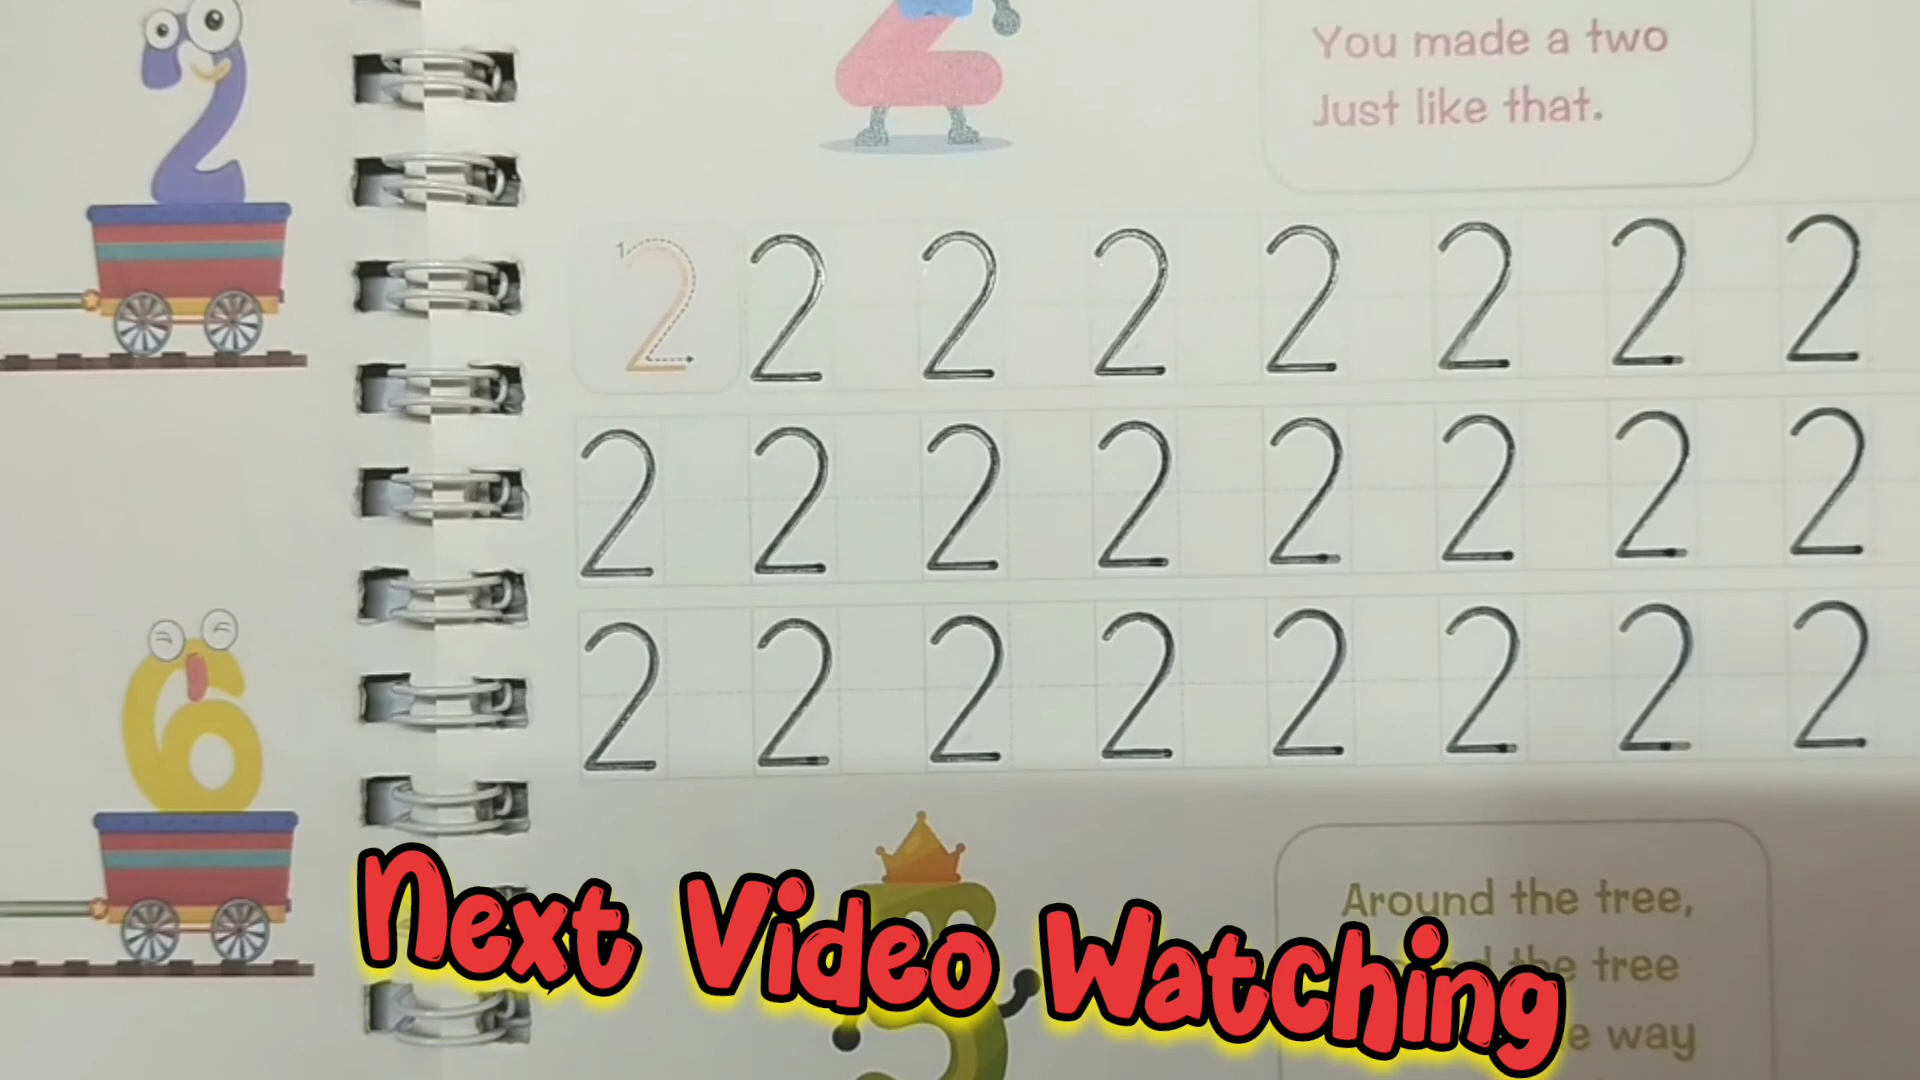 You made a two
Just like that.
1 2 2 2 2 2 2 2 2
2 2 2 2 2 2 2 2
2 2 2 2 2 2 2 2
2
6
Around the tree,
the tree
way
Next Video Watching